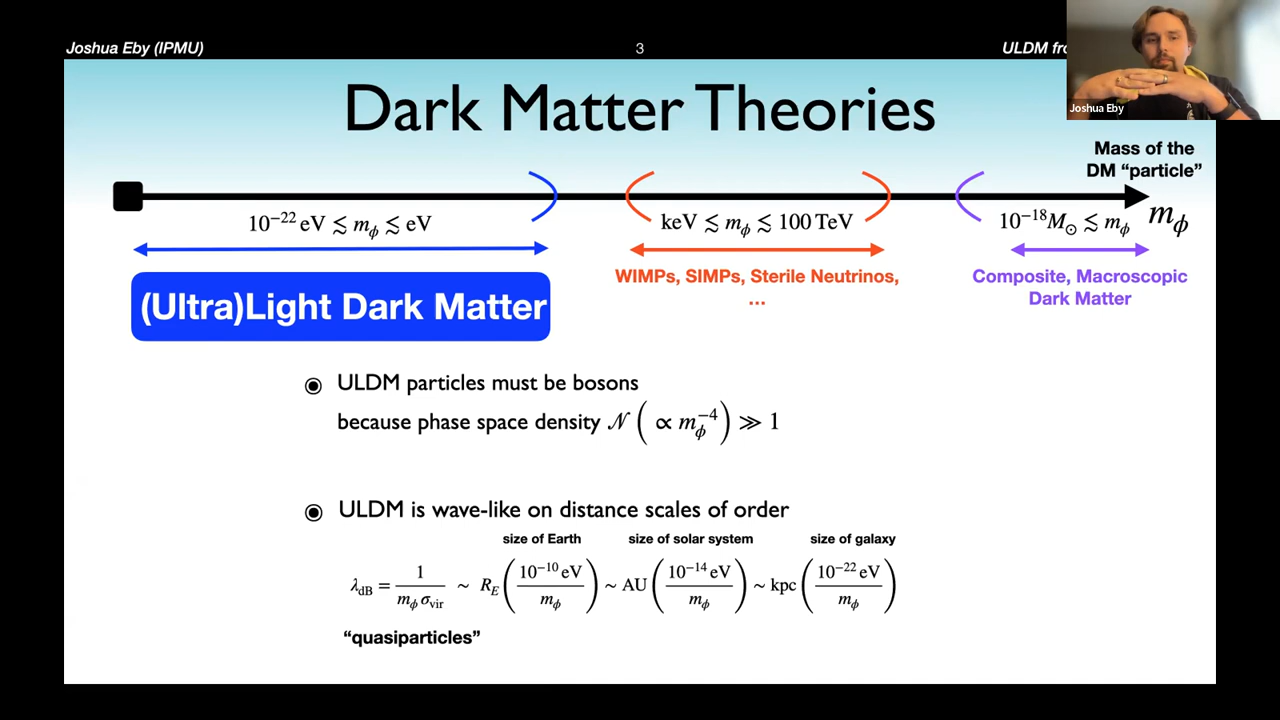 Joshua Eby (IPMU)
3
ULDM fro
Joshua Eby
Dark Matter Theories
Mass of the
DM “particle”
10⁻²² eV ≲ m_ϕ ≲ eV
keV ≲ m_ϕ ≲ 100 TeV
10⁻¹⁸M_⊙ ≲ m_ϕ
m_ϕ
(Ultra)Light Dark Matter
WIMPs, SIMPs, Sterile Neutrinos,
...
Composite, Macroscopic
Dark Matter
◉ ULDM particles must be bosons
because phase space density 𝒩 ( ∝ m_ϕ⁻⁴ ) ≫ 1
◉ ULDM is wave-like on distance scales of order
size of Earth size of solar system size of galaxy
λ_dB = 1 / (m_ϕ σ_vir) ~ R_E (10⁻¹⁰ eV / m_ϕ) ~ AU (10⁻¹⁴ eV / m_ϕ) ~ kpc (10⁻²² eV / m_ϕ)
“quasiparticles”